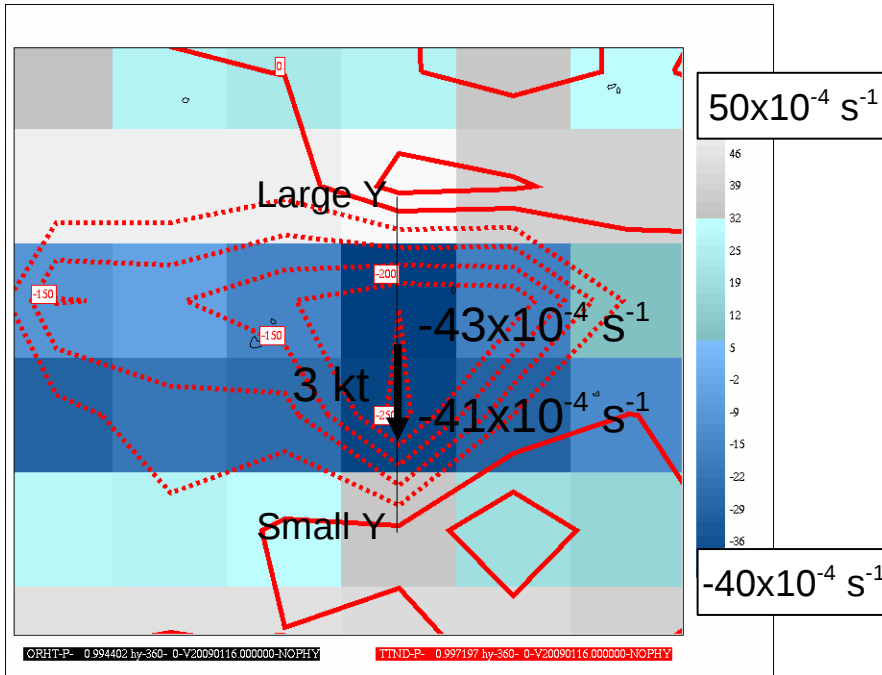 0
50x10⁻⁴ s⁻¹
46
39
32
25
19
12
5
-2
-9
-15
-22
-29
-36
-40x10⁻⁴ s⁻¹
Large Y
-200
-150
-150
-43x10⁻⁴ s⁻¹
3 kt
-250
-41x10⁻⁴ s⁻¹
Small Y
ORHT-P- 0.994402 hy-360- 0-V20090116.000000-NOPHY
TTND-P- 0.997197 hy-360- 0-V20090116.000000-NOPHY